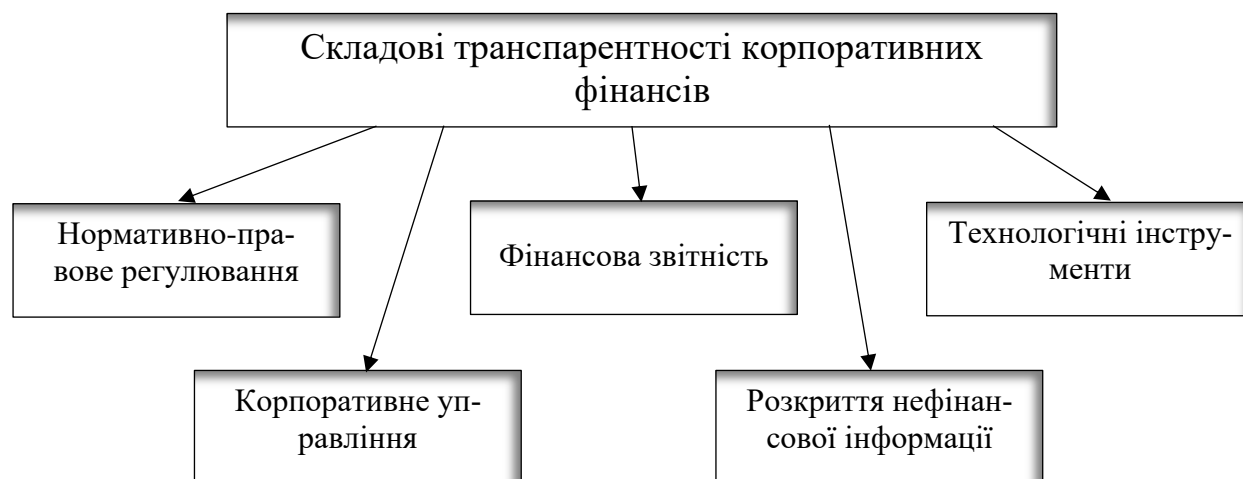 Складові транспарентності корпоративних
фінансів
Нормативно-пра-
вове регулювання
Фінансова звітність
Технологічні інстру-
менти
Корпоративне уп-
равління
Розкриття нефінан-
сової інформації